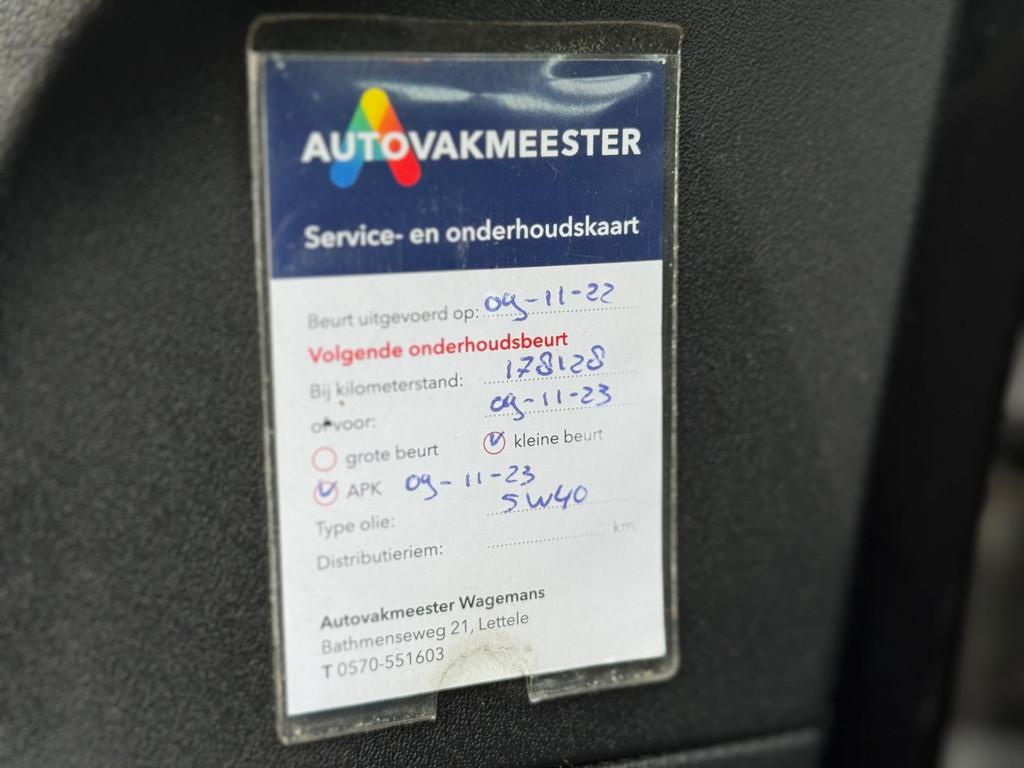 AUTOVAKMEESTER
Service- en onderhoudskaart
Beurt uitgevoerd op: 09-11-22
Volgende onderhoudsbeurt
Bij kilometerstand: 178128
of voor: 09-11-23
grote beurt kleine beurt
APK 09-11-23
Type olie: 5W40
Distributieriem: km.
Autovakmeester Wagemans
Bathmenseweg 21, Lettele
T 0570-551603